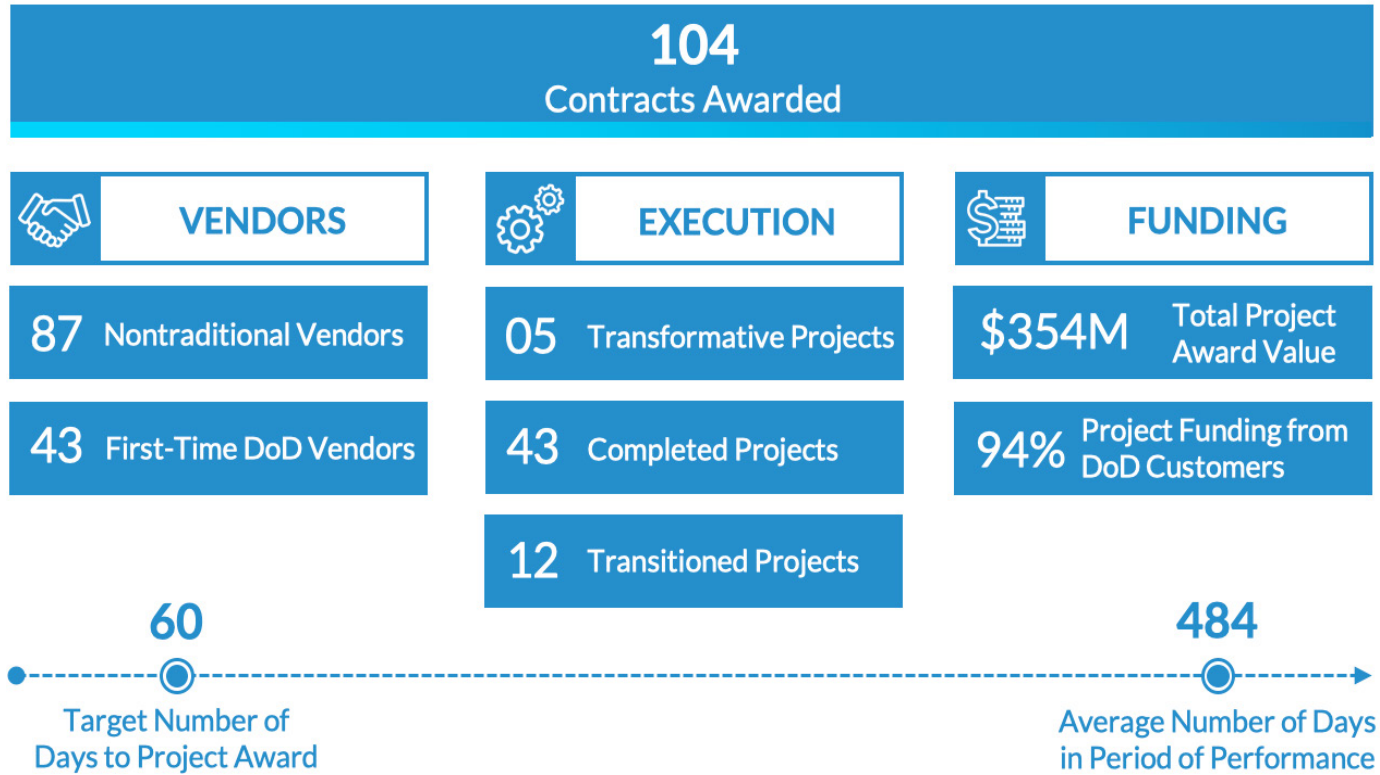 104
Contracts Awarded
VENDORS
87 Nontraditional Vendors
43 First-Time DoD Vendors
EXECUTION
05 Transformative Projects
43 Completed Projects
12 Transitioned Projects
FUNDING
$354M Total Project
Award Value
94% Project Funding from
DoD Customers
60
Target Number of
Days to Project Award
484
Average Number of Days
in Period of Performance